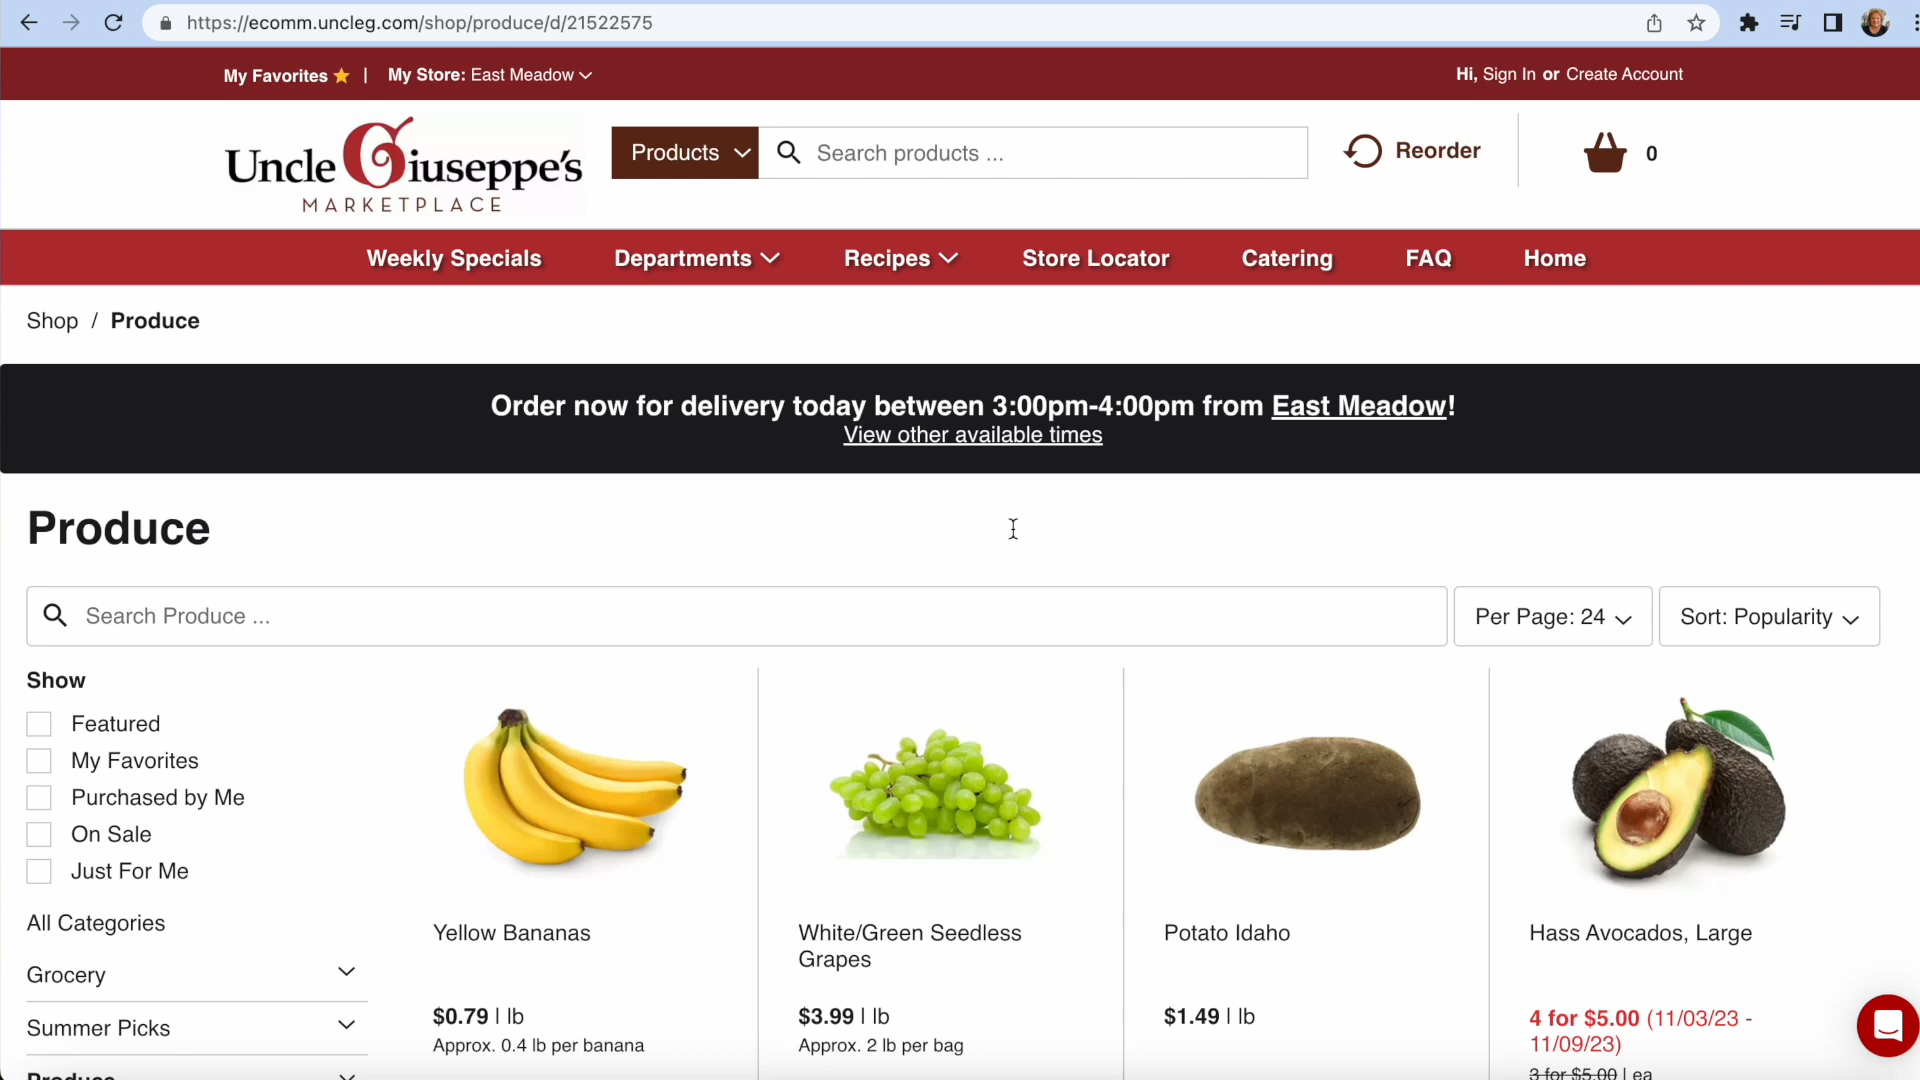 https://ecomm.uncleg.com/shop/produce/d/21522575
My Favorites ⭐ | My Store: East Meadow
Hi, Sign In or Create Account
Uncle Giuseppe's
MARKETPLACE
Products
Search products ...
Reorder
0
Weekly Specials
Departments
Recipes
Store Locator
Catering
FAQ
Home
Shop / Produce
Order now for delivery today between 3:00pm-4:00pm from East Meadow!
View other available times
Produce
Search Produce ...
Per Page: 24
Sort: Popularity
Show
Featured
My Favorites
Purchased by Me
On Sale
Just For Me
All Categories
Grocery
Summer Picks
Produce
Yellow Bananas
$0.79 | lb
Approx. 0.4 lb per banana
White/Green Seedless
Grapes
$3.99 | lb
Approx. 2 lb per bag
Potato Idaho
$1.49 | lb
Hass Avocados, Large
4 for $5.00 (11/03/23 -
11/09/23)
3 for $5.00 | ea